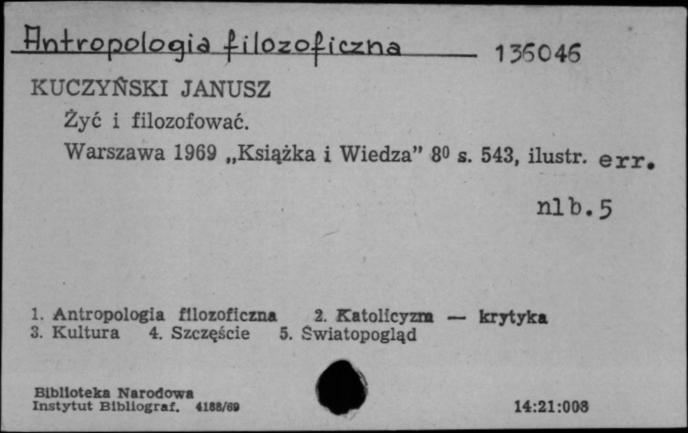 Antropologia filozoficzna 136046
KUCZYŃSKI JANUSZ
Żyć i filozofować.
Warszawa 1969 „Książka i Wiedza” 8⁰ s. 543, ilustr. err.
nlb.5
1. Antropologia filozoficzna 2. Katolicyzm — krytyka
3. Kultura 4. Szczęście 5. Światopogląd
Biblioteka Narodowa
Instytut Bibliograf. 4188/69 14:21:008